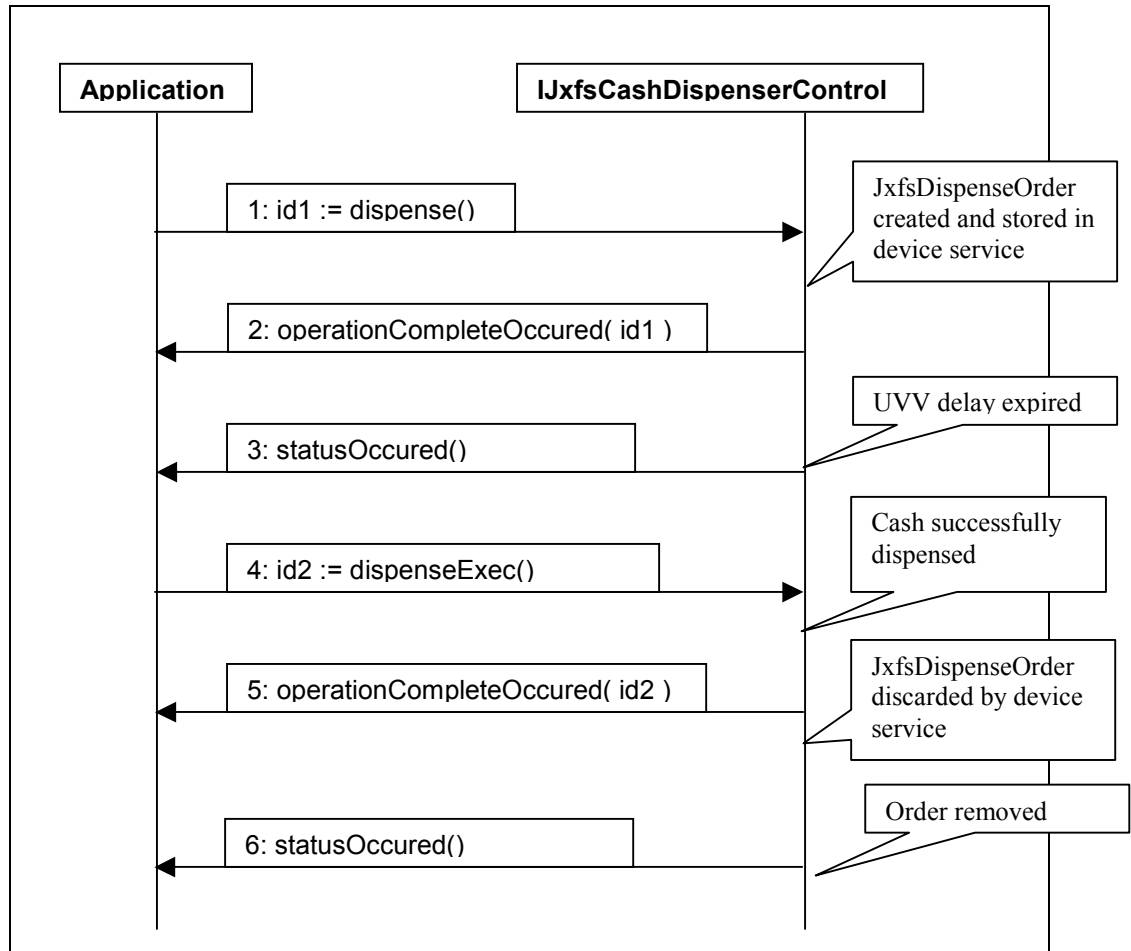 Application
IJxfsCashDispenserControl
1: id1 := dispense()
JxfsDispenseOrder
created and stored in
device service
2: operationCompleteOccured( id1 )
UVV delay expired
3: statusOccured()
Cash successfully
dispensed
4: id2 := dispenseExec()
JxfsDispenseOrder
discarded by device
service
5: operationCompleteOccured( id2 )
Order removed
6: statusOccured()